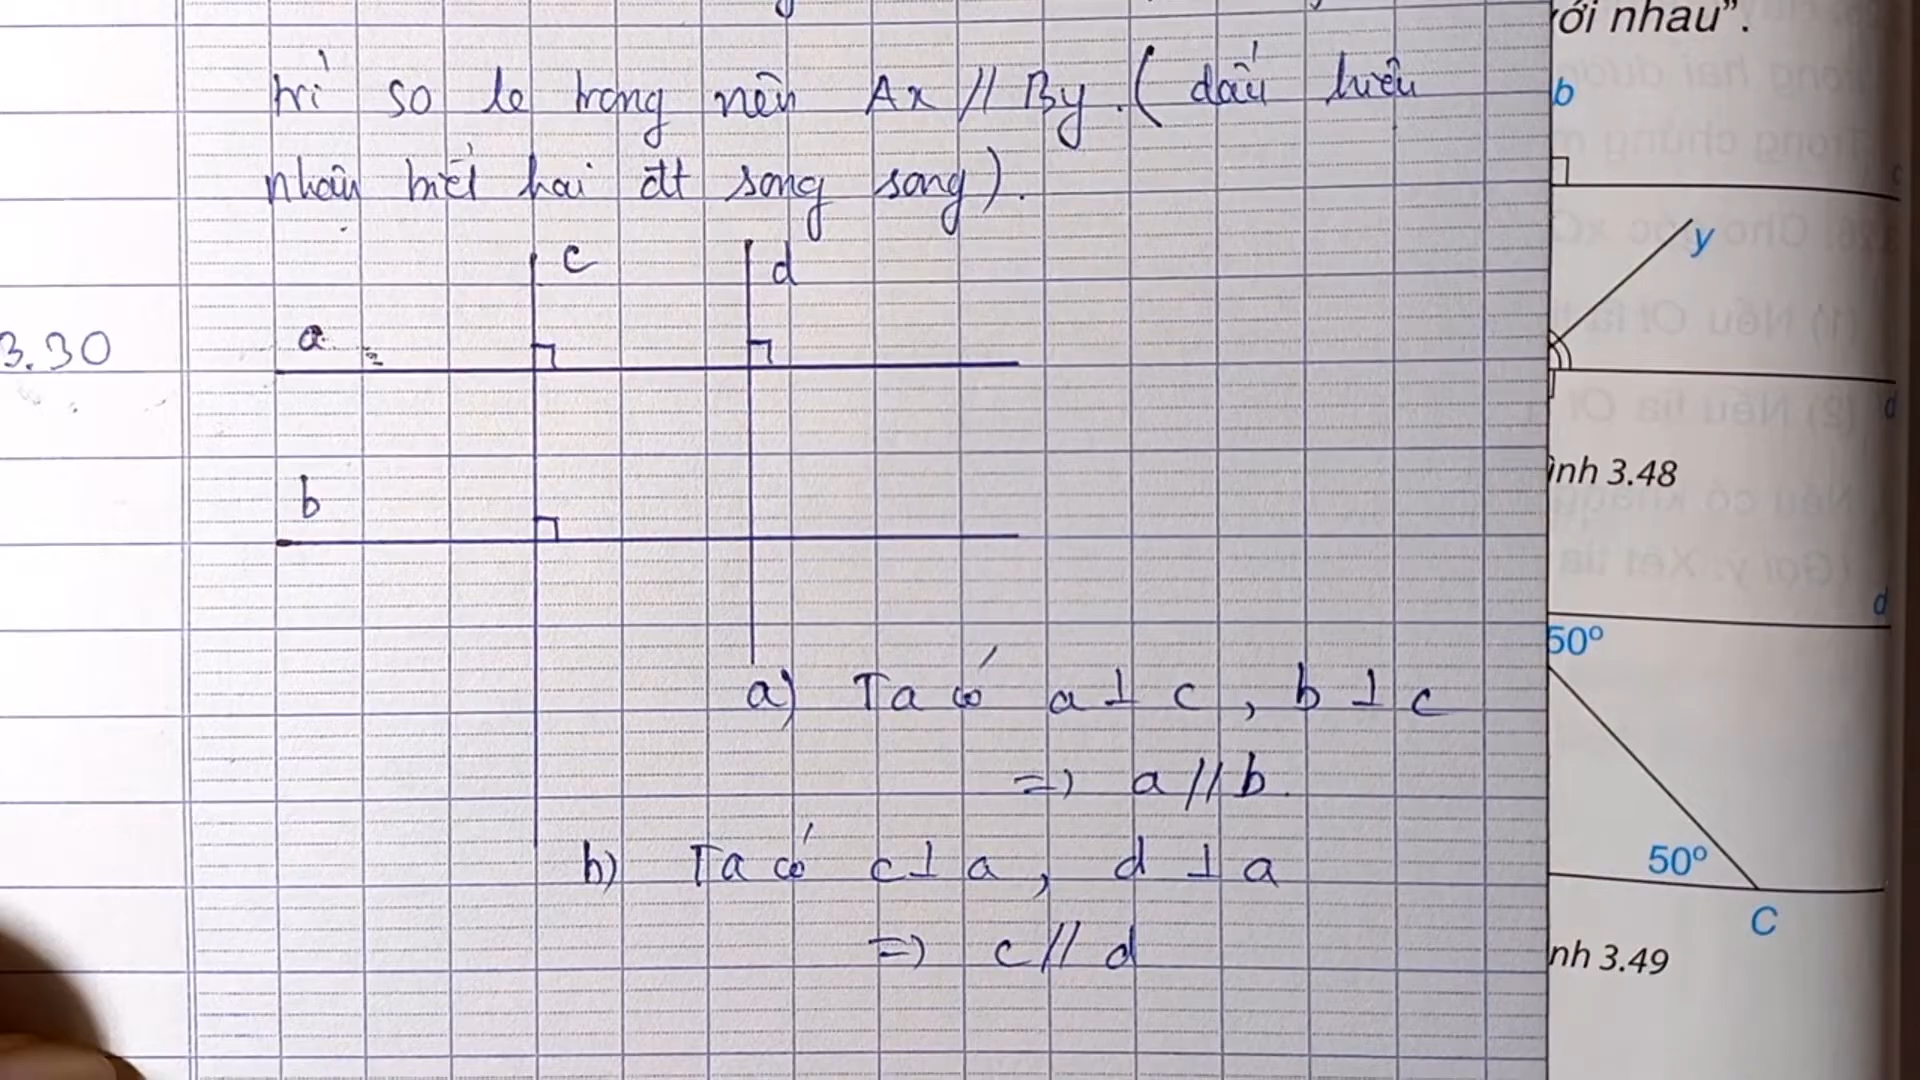 trí so le trong nên Ax // By. (dấu hiệu
nhận biết hai đt song song).
c
d
3.30
a
b
a) Ta có a ⊥ c, b ⊥ c
=> a // b.
b) Ta có c ⊥ a, d ⊥ a
=> c // d
ới nhau".
b
c
y
d
ình 3.48
d
50°
50°
C
nh 3.49